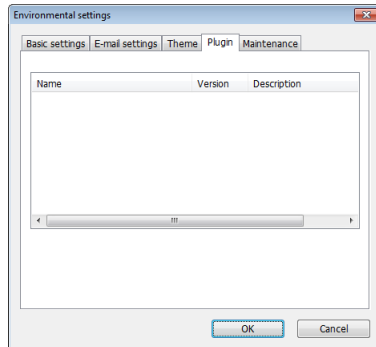 Environmental settings
Basic settings E-mail settings Theme Plugin Maintenance
Name Version Description
OK Cancel